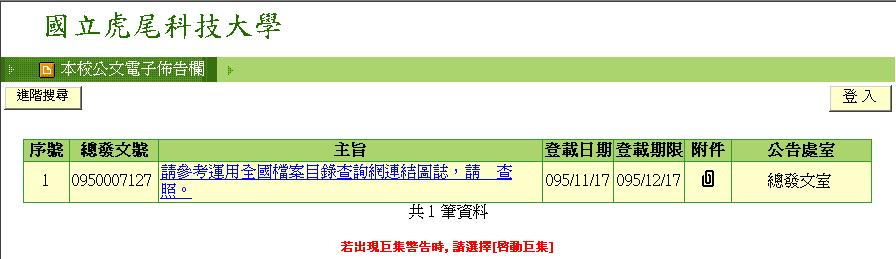 國立虎尾科技大學
本校公文電子佈告欄
進階搜尋 登入
序號 總發文號 主旨 登載日期 登載期限 附件 公告處室
1 0950007127 請參考運用全國檔案目錄查詢網連結圖誌，請　查 095/11/17 095/12/17 總發文室
照。
共 1 筆資料
若出現巨集警告時, 請選擇[啓動巨集]